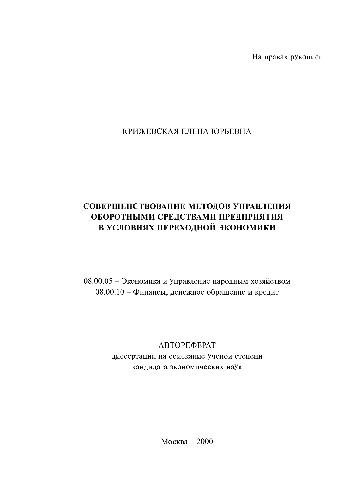 На правах рукописи
КРИЖЕВСКАЯ ЕЛЕНА ЮРЬЕВНА
СОВЕРШЕНСТВОВАНИЕ МЕТОДОВ УПРАВЛЕНИЯ
ОБОРОТНЫМИ СРЕДСТВАМИ ПРЕДПРИЯТИЯ
В УСЛОВИЯХ ПЕРЕХОДНОЙ ЭКОНОМИКИ
08.00.05 – Экономика и управление народным хозяйством
08.00.10 – Финансы, денежное обращение и кредит
АВТОРЕФЕРАТ
диссертации на соискание ученой степени
кандидата экономических наук
Москва – 2000